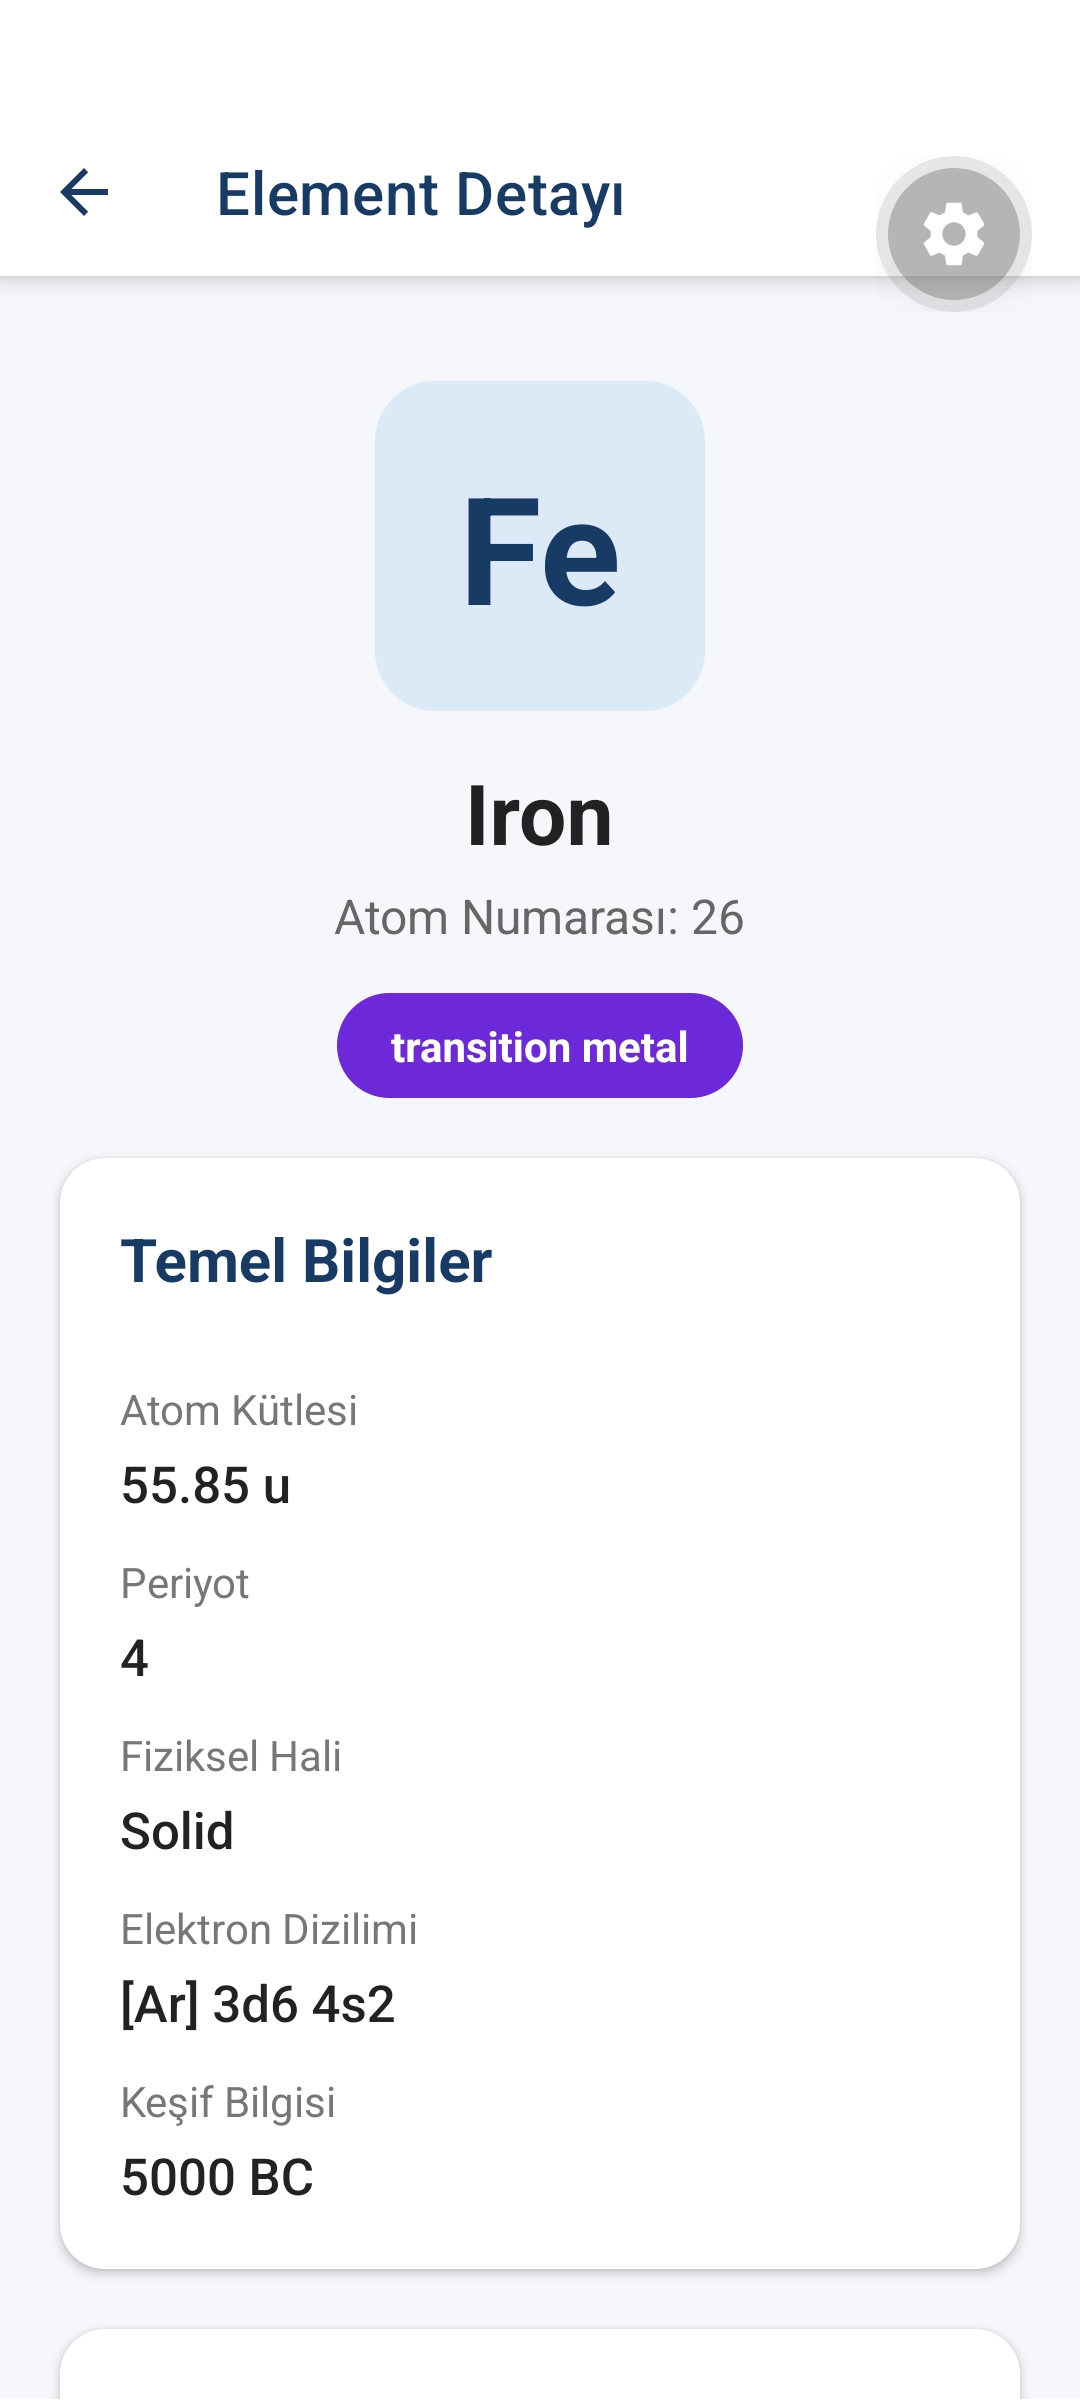 Element Detayı
Fe
Iron
Atom Numarası: 26
transition metal
Temel Bilgiler
Atom Kütlesi
55.85 u
Periyot
4
Fiziksel Hali
Solid
Elektron Dizilimi
[Ar] 3d6 4s2
Keşif Bilgisi
5000 BC